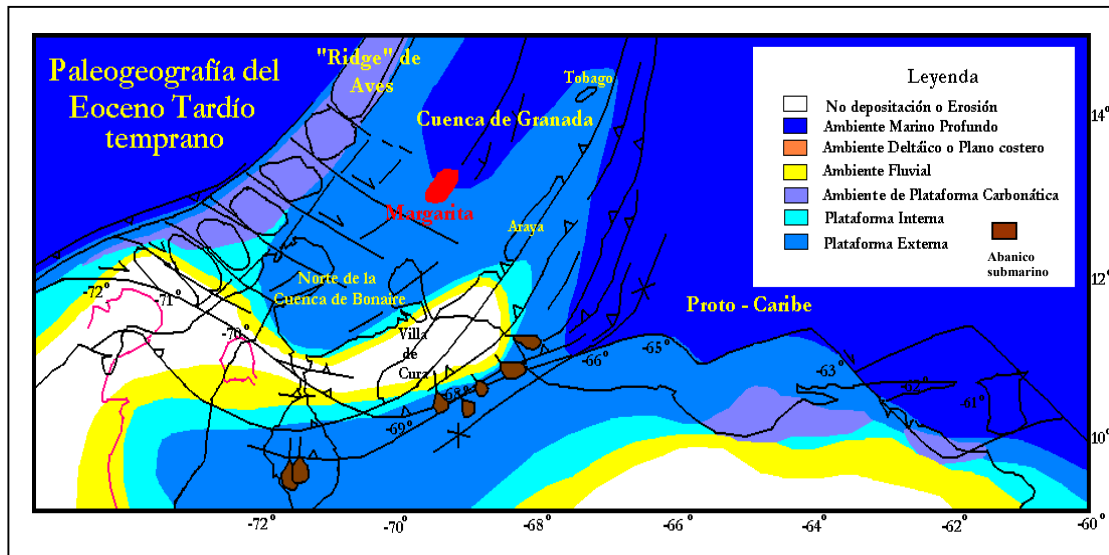 Paleogeografía del
Eoceno Tardío
temprano
"Ridge" de
Aves
Tobago
Cuenca de Granada
Margarita
Araya
Norte de la
Cuenca de Bonaire
Villa
de
Cura
Proto - Caribe
Leyenda
No depositación o Erosión
Ambiente Marino Profundo
Ambiente Deltáico o Plano costero
Ambiente Fluvial
Ambiente de Plataforma Carbonática
Plataforma Interna
Plataforma Externa
Abanico
submarino
14°
12°
10°
-72°
-71°
-70°
-69°
-68°
-66°
-65°
-63°
-62°
-61°
-72°
-70°
-68°
-66°
-64°
-62°
-60°